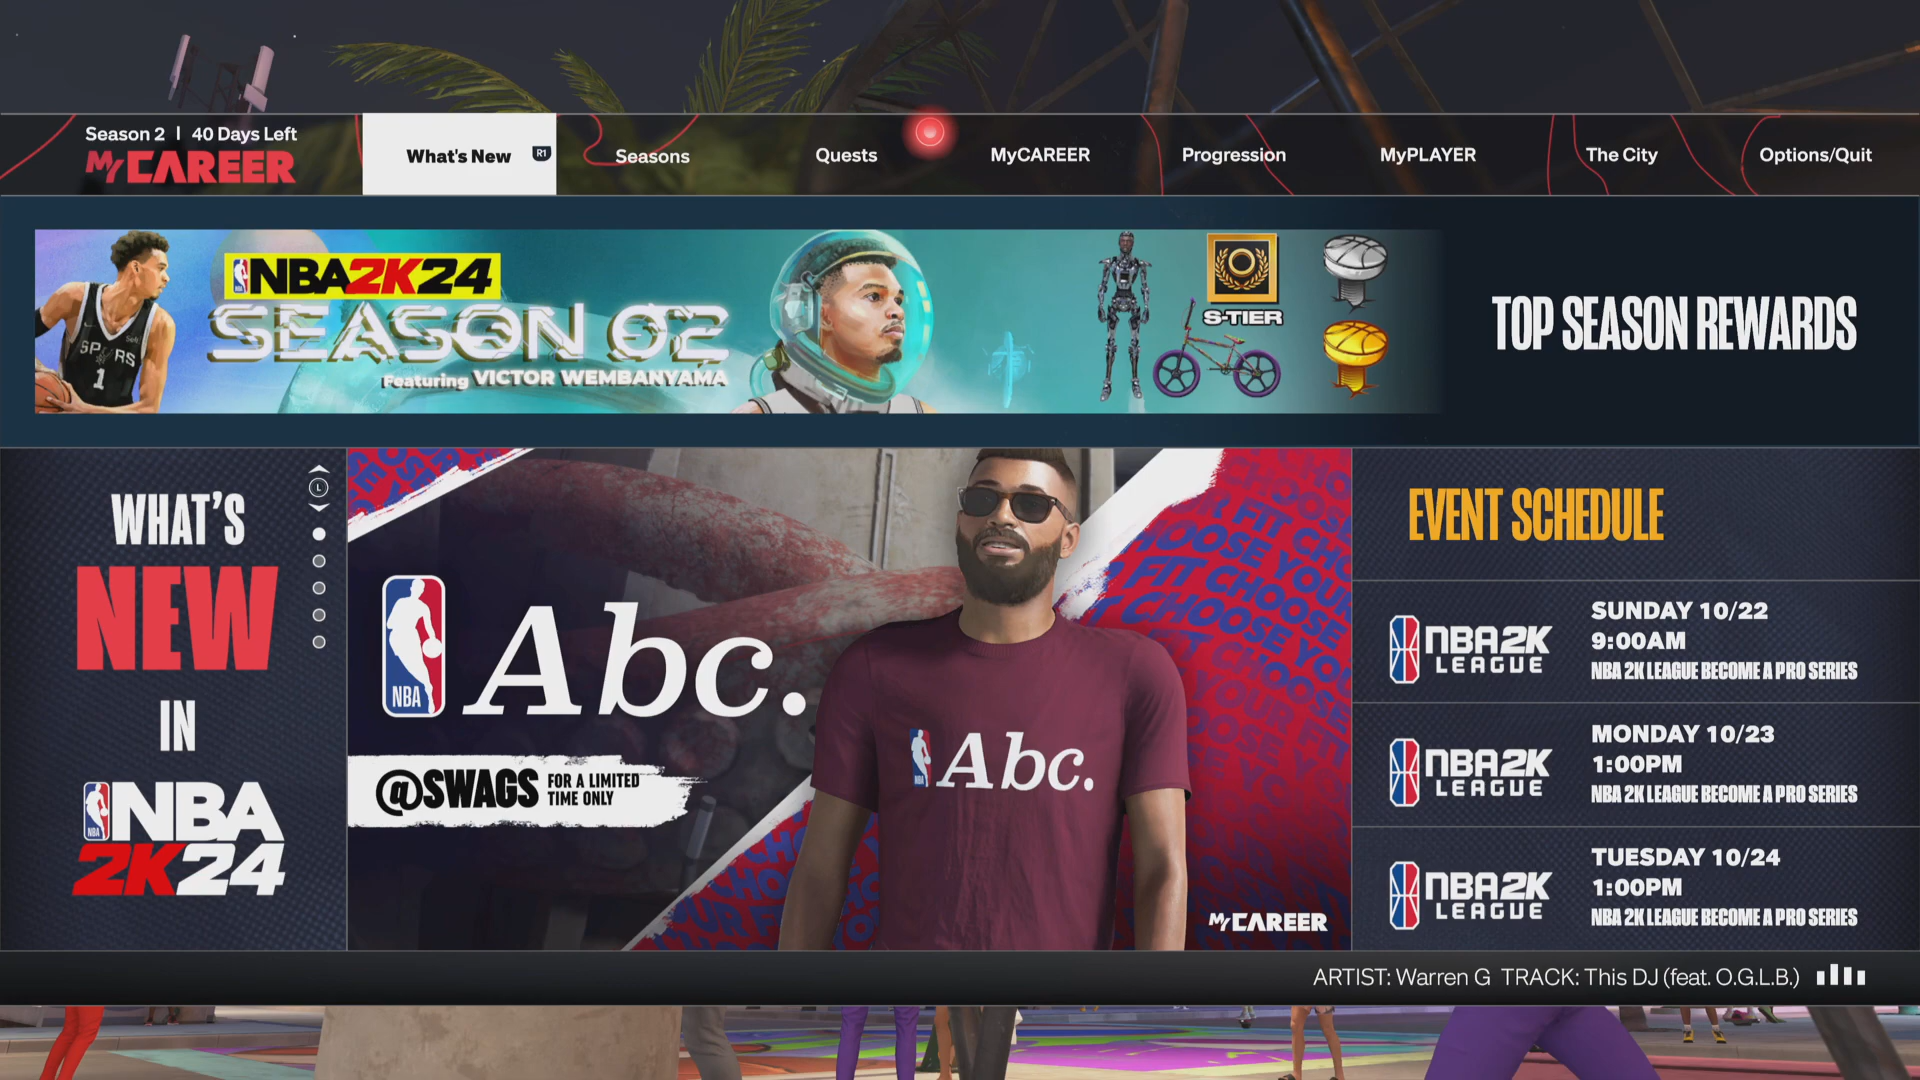 Season 2 | 40 Days Left
MyCAREER
What's New
R1
Seasons
Quests
MyCAREER
Progression
MyPLAYER
The City
Options/Quit
NBA2K24
SEASON 02
Featuring VICTOR WEMBANYAMA
SPURS
1
S-TIER
TOP SEASON REWARDS
WHAT'S
NEW
IN
NBA
2K24
L
NBA
Abc.
@SWAGS
FOR A LIMITED
TIME ONLY
NBA
Abc.
MyCAREER
EVENT SCHEDULE
NBA2K
LEAGUE
SUNDAY 10/22
9:00AM
NBA 2K LEAGUE BECOME A PRO SERIES
NBA2K
LEAGUE
MONDAY 10/23
1:00PM
NBA 2K LEAGUE BECOME A PRO SERIES
NBA2K
LEAGUE
TUESDAY 10/24
1:00PM
NBA 2K LEAGUE BECOME A PRO SERIES
ARTIST: Warren G TRACK: This DJ (feat. O.G.L.B.)